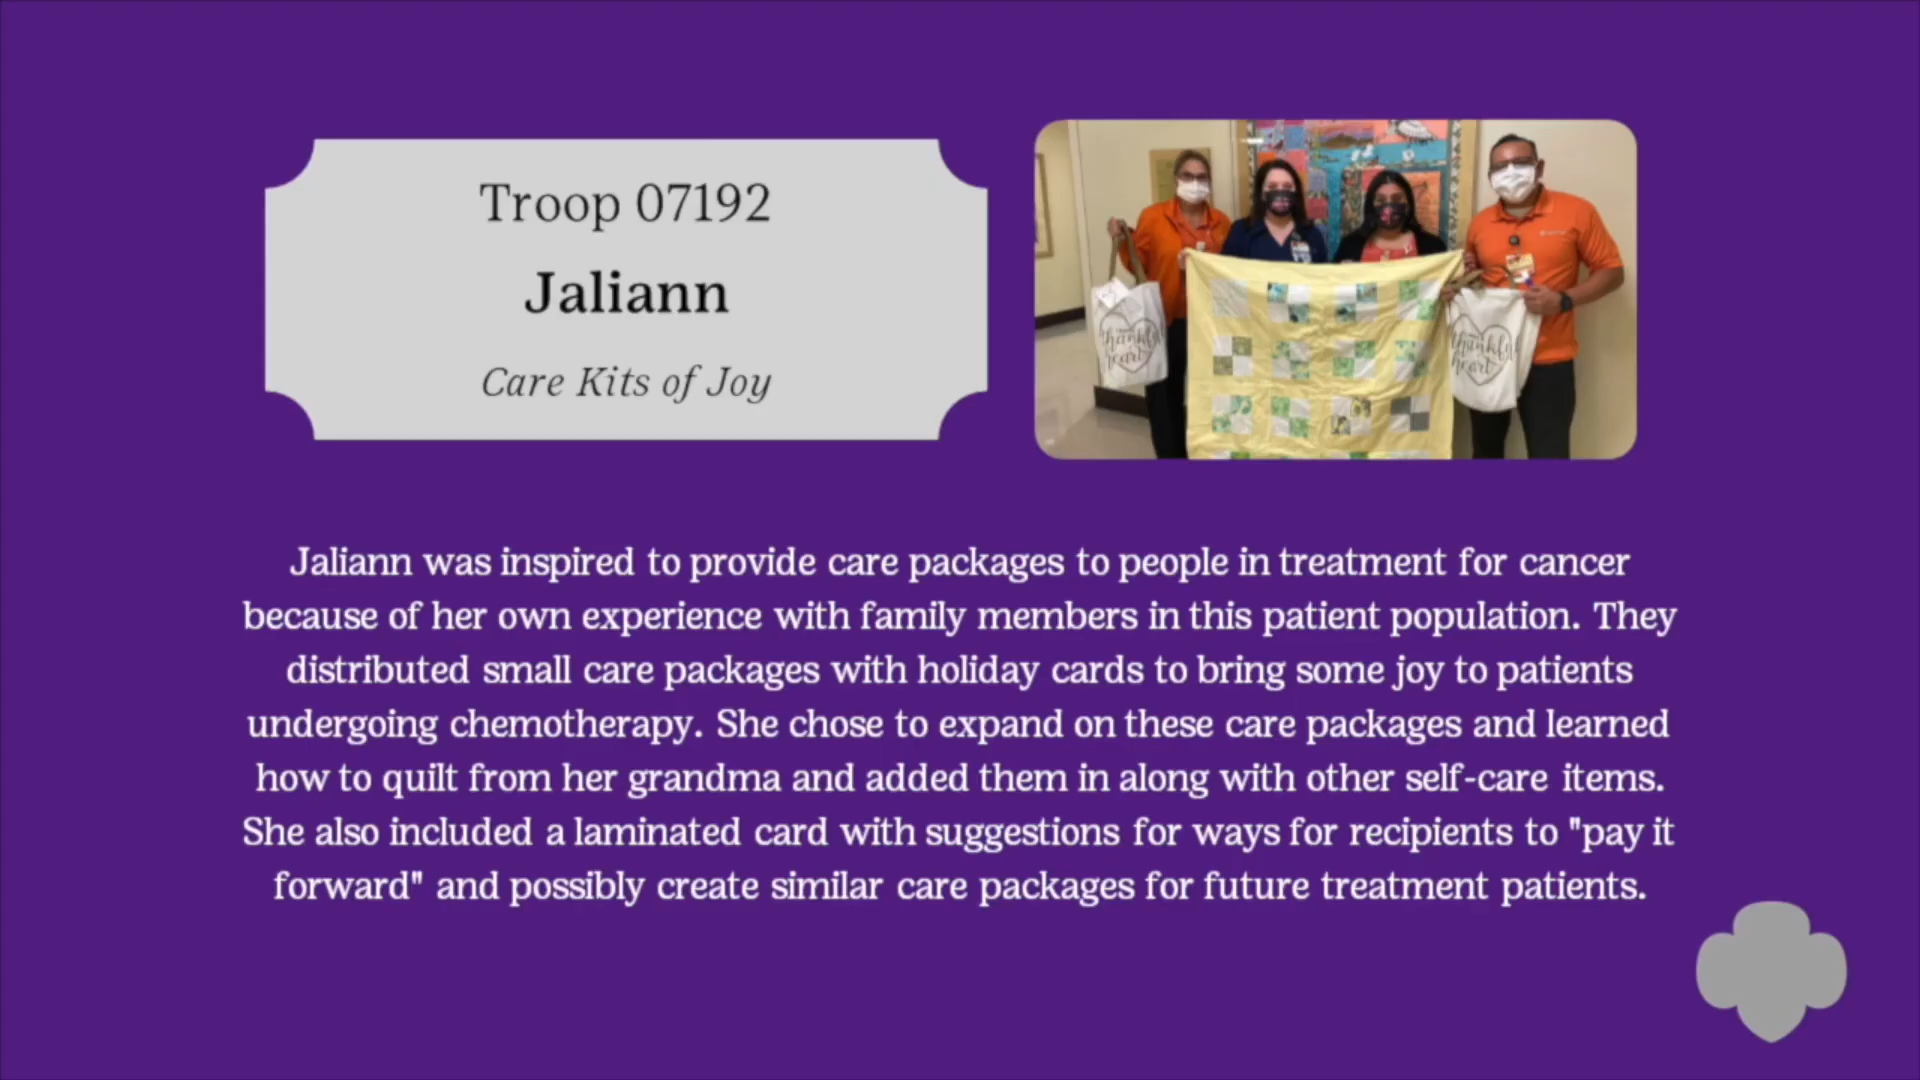 Troop 07192
Jaliann
Care Kits of Joy
thankful
heart
thankful
heart
Jaliann was inspired to provide care packages to people in treatment for cancer
because of her own experience with family members in this patient population. They
distributed small care packages with holiday cards to bring some joy to patients
undergoing chemotherapy. She chose to expand on these care packages and learned
how to quilt from her grandma and added them in along with other self-care items.
She also included a laminated card with suggestions for ways for recipients to "pay it
forward" and possibly create similar care packages for future treatment patients.